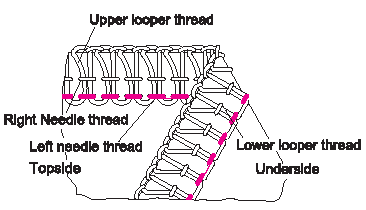 Upper looper thread
Right Needle thread
Left needle thread
Lower looper thread
Topside
Underside